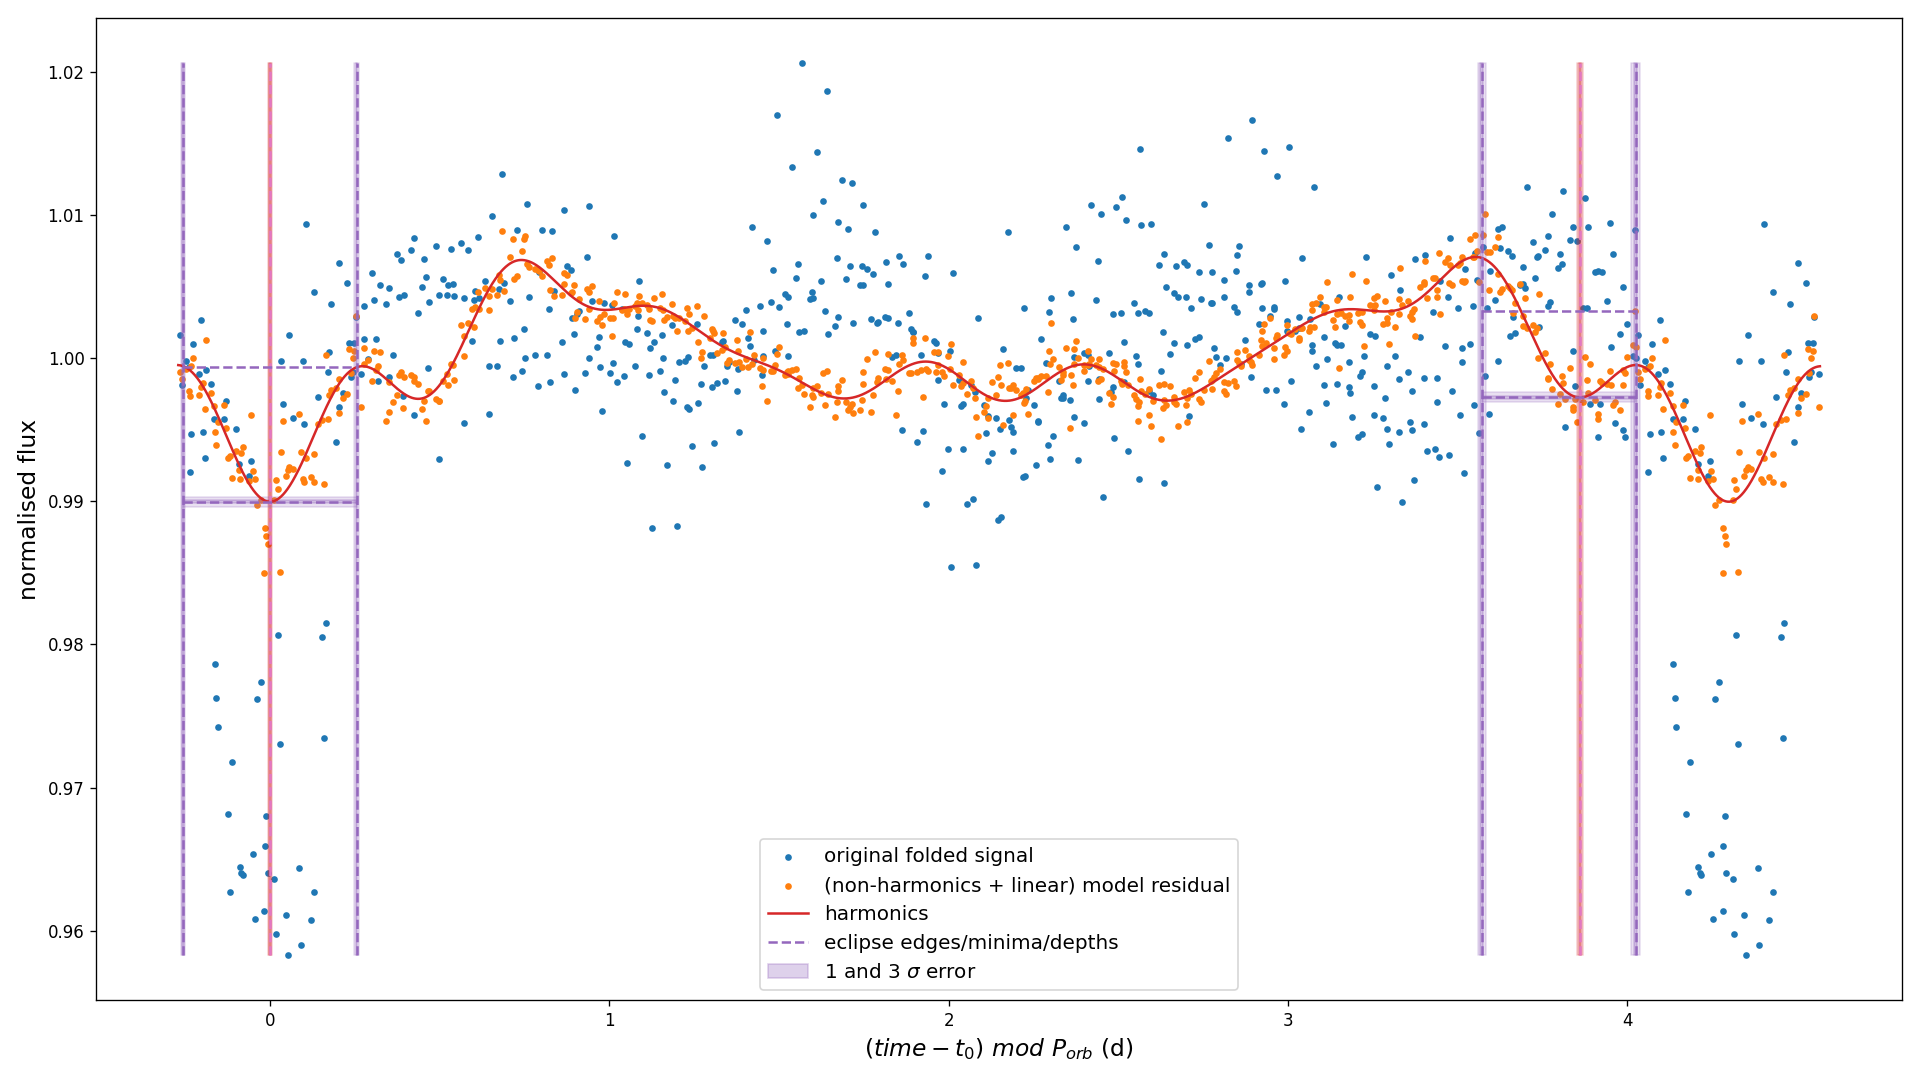 1.02
1.01
1.00
0.99
0.98
0.97
0.96
normalised flux
original folded signal
(non-harmonics + linear) model residual
harmonics
eclipse edges/minima/depths
1 and 3 σ error
0 1 2 3 4
(time − t₀) mod P_orb (d)